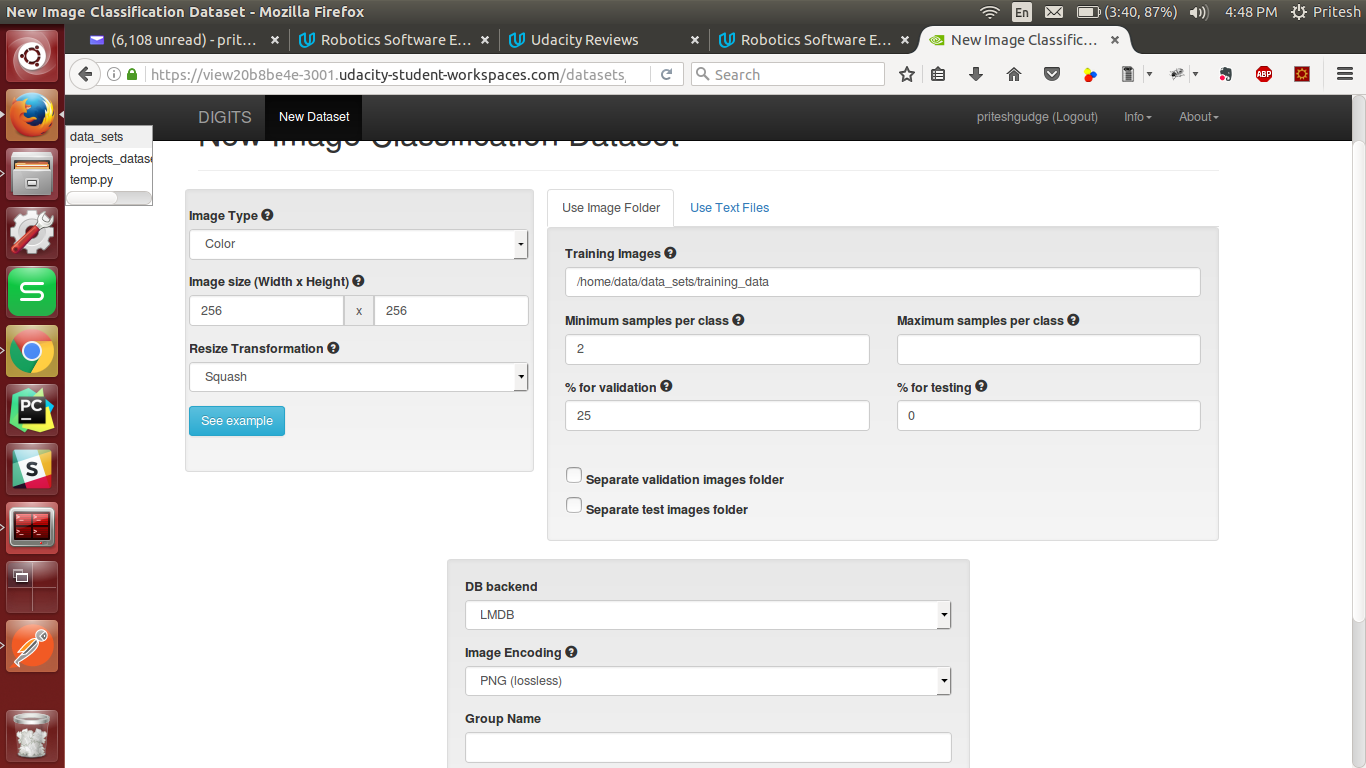 New Image Classification Dataset - Mozilla Firefox
En
(3:40, 87%)
4:48 PM
Pritesh
(6,108 unread) - prit... ×
Robotics Software E... ×
Udacity Reviews ×
Robotics Software E... ×
New Image Classific... ×
https://view20b8be4e-3001.udacity-student-workspaces.com/datasets
Search
ABP
DIGITS
New Dataset
priteshgudge (Logout)
Info
About
data_sets
projects_datase
temp.py
New Image Classification Dataset
Image Type
Color
Image size (Width x Height)
256 x 256
Resize Transformation
Squash
See example
Use Image Folder
Use Text Files
Training Images
/home/data/data_sets/training_data
Minimum samples per class
Maximum samples per class
2
% for validation
% for testing
25
0
Separate validation images folder
Separate test images folder
DB backend
LMDB
Image Encoding
PNG (lossless)
Group Name
PC
S
S